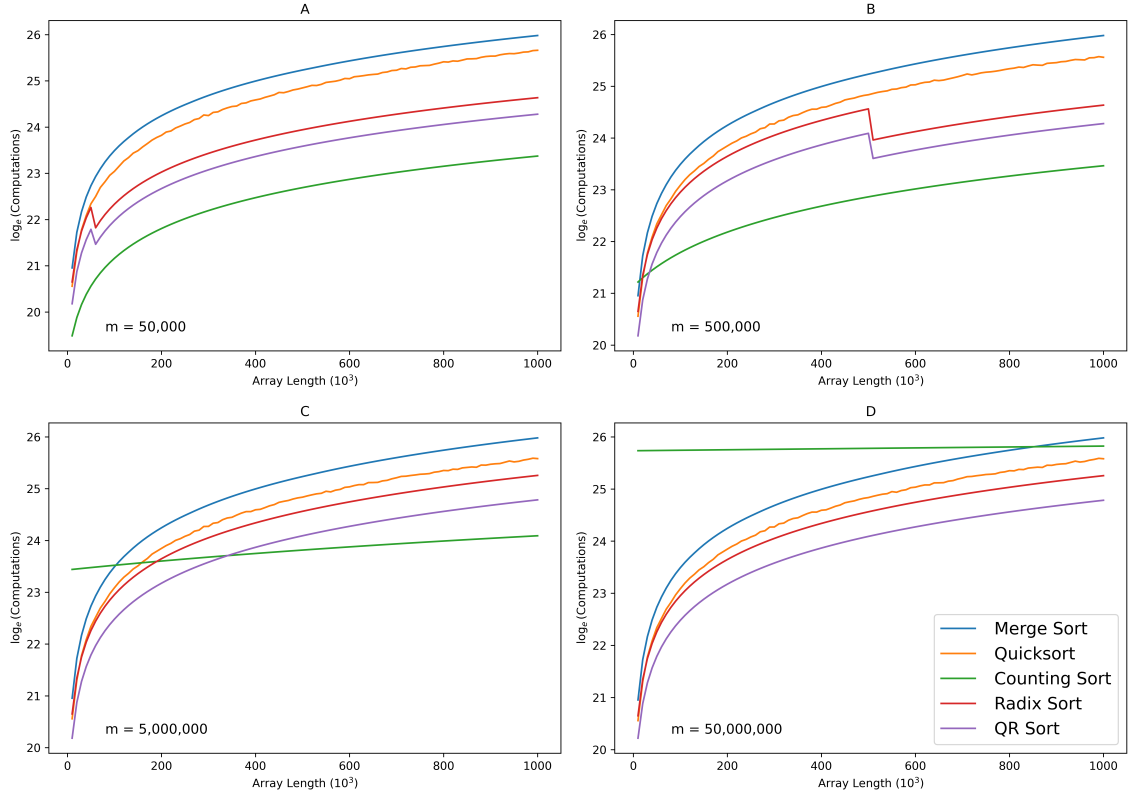 A
26
25
24
23
22
21
20
log_e (Computations)
m = 50,000
0 200 400 600 800 1000
Array Length (10^3)
B
26
25
24
23
22
21
20
log_e (Computations)
m = 500,000
0 200 400 600 800 1000
Array Length (10^3)
C
26
25
24
23
22
21
20
log_e (Computations)
m = 5,000,000
0 200 400 600 800 1000
Array Length (10^3)
D
26
25
24
23
22
21
20
log_e (Computations)
m = 50,000,000
Merge Sort
Quicksort
Counting Sort
Radix Sort
QR Sort
0 200 400 600 800 1000
Array Length (10^3)